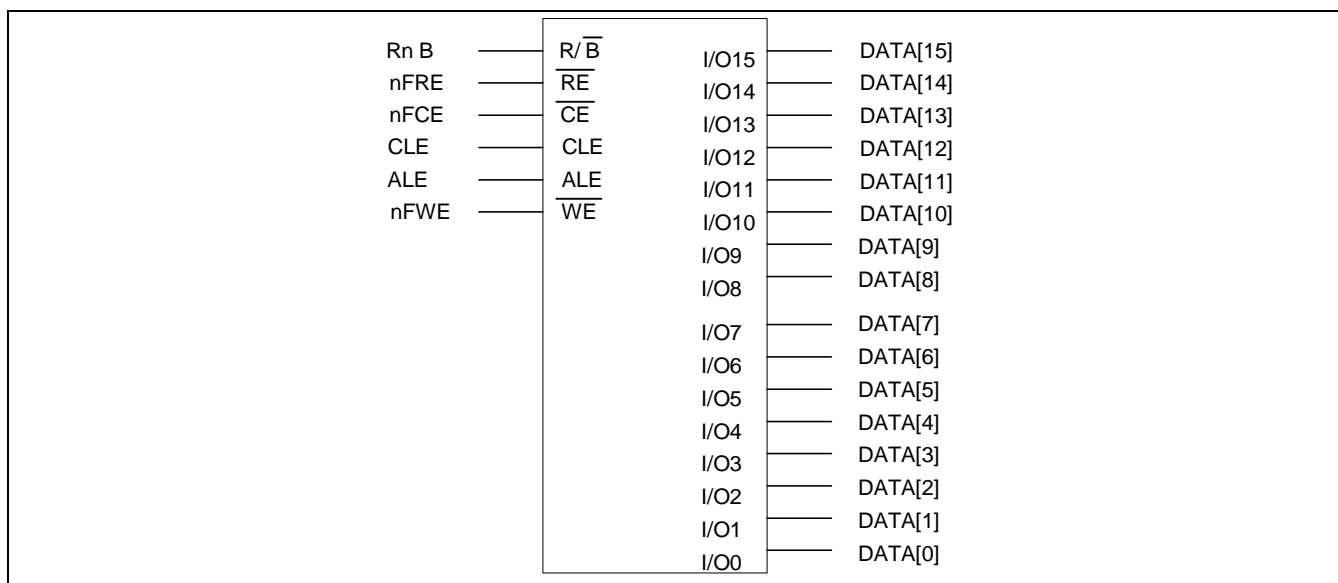 Rn B R/B I/O15 DATA[15]
nFRE RE I/O14 DATA[14]
nFCE CE I/O13 DATA[13]
CLE CLE I/O12 DATA[12]
ALE ALE I/O11 DATA[11]
nFWE WE I/O10 DATA[10]
I/O9 DATA[9]
I/O8 DATA[8]
I/O7 DATA[7]
I/O6 DATA[6]
I/O5 DATA[5]
I/O4 DATA[4]
I/O3 DATA[3]
I/O2 DATA[2]
I/O1 DATA[1]
I/O0 DATA[0]